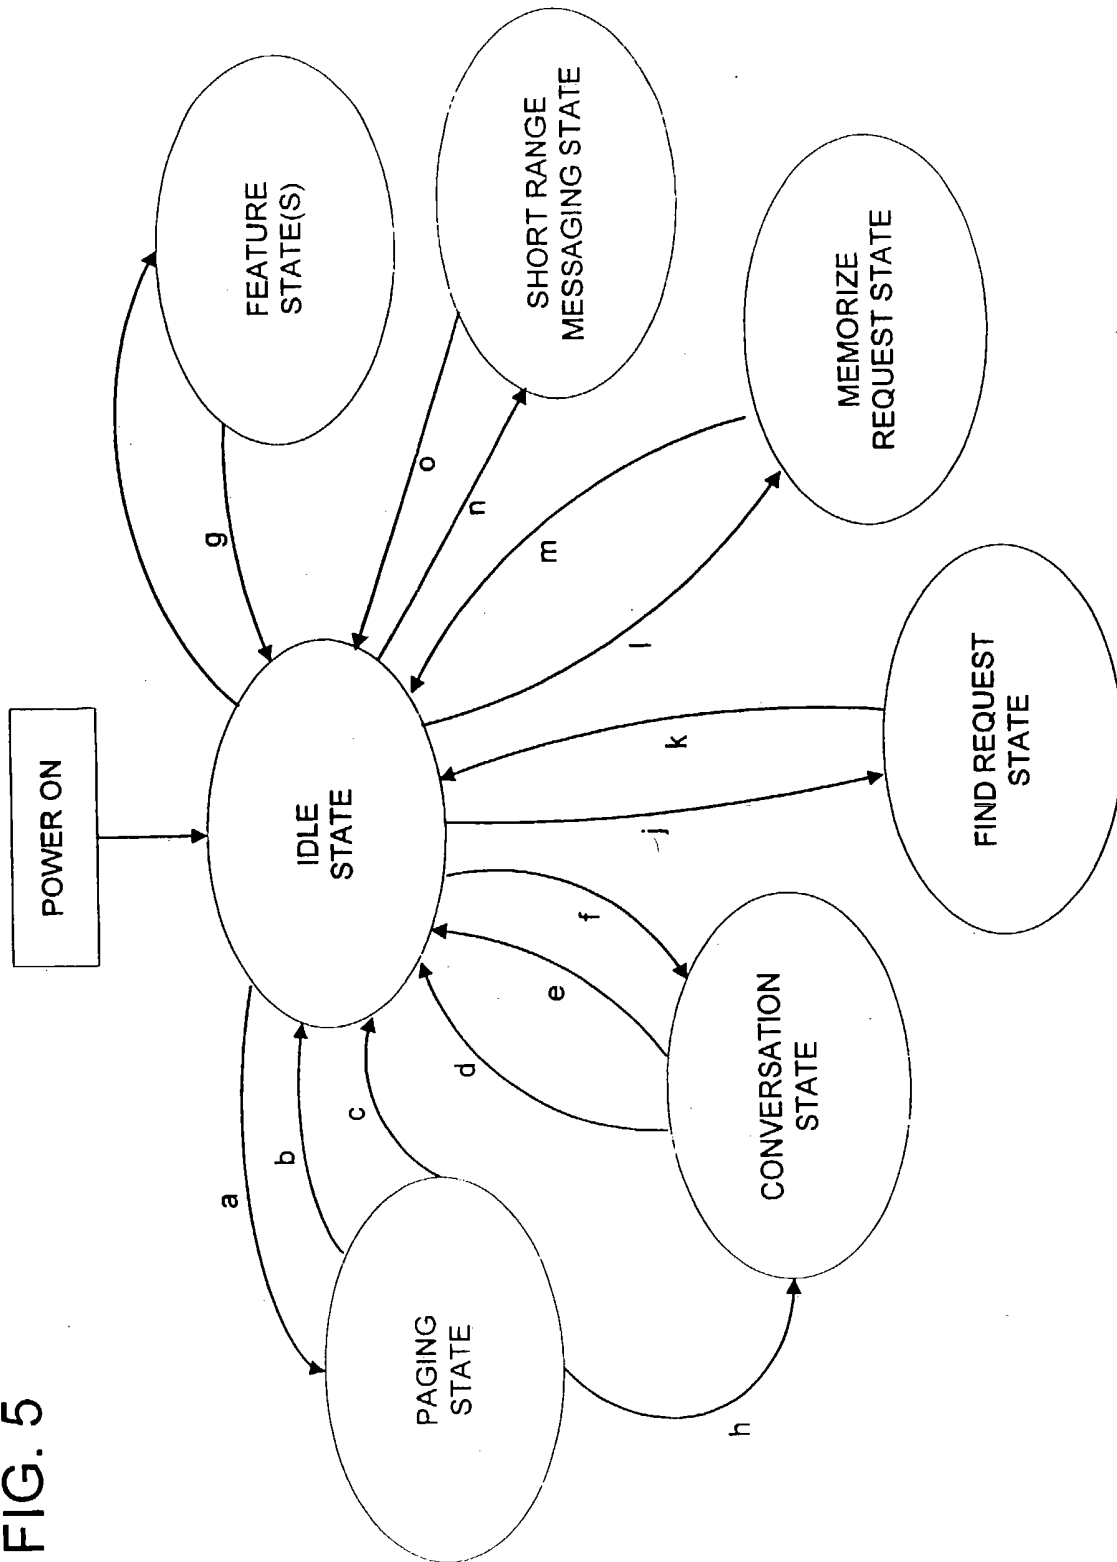 FIG. 5
POWER ON
IDLE
STATE
PAGING
STATE
CONVERSATION
STATE
FIND REQUEST
STATE
MEMORIZE
REQUEST STATE
SHORT RANGE
MESSAGING STATE
FEATURE
STATE(S)
a
b
c
d
e
f
g
h
j
k
l
m
n
o